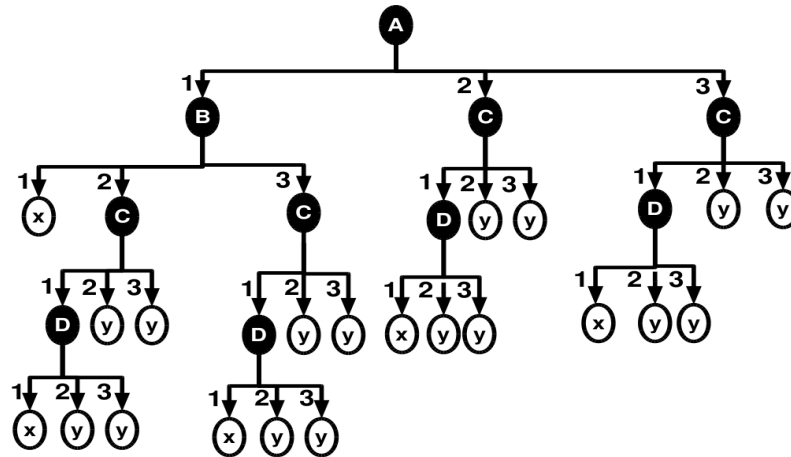 A
1 2 3
B C C
1 2 3 1 2 3 1 2 3
x C C D y y D y y
1 2 3 1 2 3 1 2 3 1 2 3
D y y D y y x y y x y y
1 2 3 1 2 3
x y y x y y